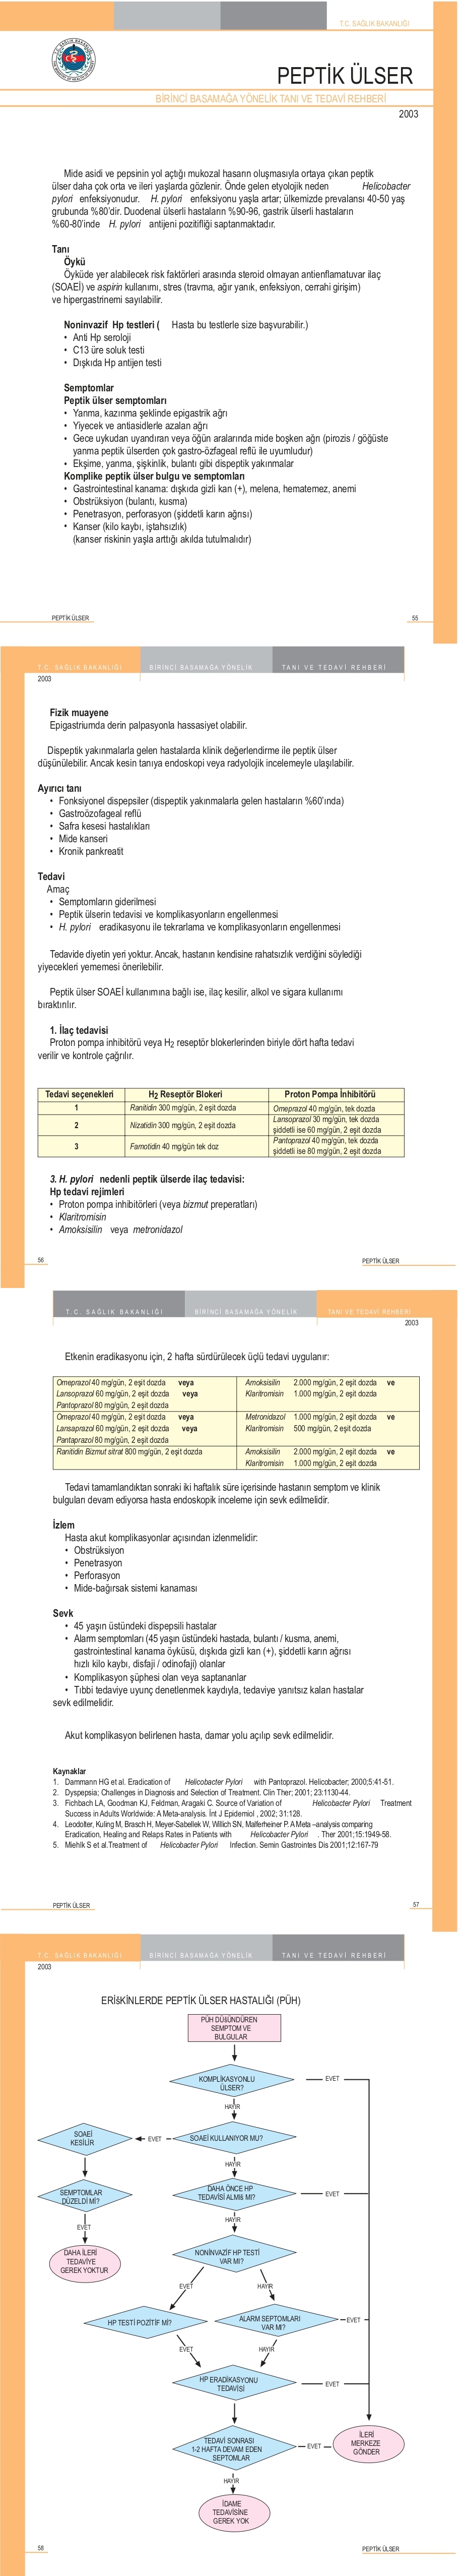 T.C. SAĞLIK BAKANLIĞI
PEPTİK ÜLSER
BİRİNCİ BASAMAĞA YÖNELİK TANI VE TEDAVİ REHBERİ
2003
Mide asidi ve pepsinin yol açtığı mukozal hasarın oluşmasıyla ortaya çıkan peptik
ülser daha çok orta ve ileri yaşlarda gözlenir. Önde gelen etyolojik neden Helicobacter
pylori enfeksiyonudur. H. pylori enfeksiyonu yaşla artar; ülkemizde prevalansı 40-50 yaş
grubunda %80'dir. Duodenal ülserli hastaların %90-96, gastrik ülserli hastaların
%60-80'inde H. pylori antijeni pozitifliği saptanmaktadır.
Tanı
Öykü
Öyküde yer alabilecek risk faktörleri arasında steroid olmayan antienflamatuvar ilaç
(SOAEİ) ve aspirin kullanımı, stres (travma, ağır yanık, enfeksiyon, cerrahi girişim)
ve hipergastrinemi sayılabilir.
Noninvazif Hp testleri ( Hasta bu testlerle size başvurabilir.)
• Anti Hp seroloji
• C13 üre soluk testi
• Dışkıda Hp antijen testi
Semptomlar
Peptik ülser semptomları
• Yanma, kazınma şeklinde epigastrik ağrı
• Yiyecek ve antiasidlerle azalan ağrı
• Gece uykudan uyandıran veya öğün aralarında mide boşken ağrı (pirozis / göğüste
yanma peptik ülserden çok gastro-özfageal reflü ile uyumludur)
• Ekşime, yanma, şişkinlik, bulantı gibi dispeptik yakınmalar
Komplike peptik ülser bulgu ve semptomları
• Gastrointestinal kanama: dışkıda gizli kan (+), melena, hematemez, anemi
• Obstrüksiyon (bulantı, kusma)
• Penetrasyon, perforasyon (şiddetli karın ağrısı)
• Kanser (kilo kaybı, iştahsızlık)
(kanser riskinin yaşla arttığı akılda tutulmalıdır)
PEPTİK ÜLSER 55
T.C. SAĞLIK BAKANLIĞI BİRİNCİ BASAMAĞA YÖNELİK TANI VE TEDAVİ REHBERİ
2003
Fizik muayene
Epigastriumda derin palpasyonla hassasiyet olabilir.
Dispeptik yakınmalarla gelen hastalarda klinik değerlendirme ile peptik ülser
düşünülebilir. Ancak kesin tanıya endoskopi veya radyolojik incelemeyle ulaşılabilir.
Ayırıcı tanı
• Fonksiyonel dispepsiler (dispeptik yakınmalarla gelen hastaların %60'ında)
• Gastroözofageal reflü
• Safra kesesi hastalıkları
• Mide kanseri
• Kronik pankreatit
Tedavi
Amaç
• Semptomların giderilmesi
• Peptik ülserin tedavisi ve komplikasyonların engellenmesi
• H. pylori eradikasyonu ile tekrarlama ve komplikasyonların engellenmesi
Tedavide diyetin yeri yoktur. Ancak, hastanın kendisine rahatsızlık verdiğini söylediği
yiyecekleri yememesi önerilebilir.
Peptik ülser SOAEİ kullanımına bağlı ise, ilaç kesilir, alkol ve sigara kullanımı
bıraktırılır.
1. İlaç tedavisi
Proton pompa inhibitörü veya H2 reseptör blokerlerinden biriyle dört hafta tedavi
verilir ve kontrole çağrılır.
Tedavi seçenekleri H2 Reseptör Blokeri Proton Pompa İnhibitörü
1 Ranitidin 300 mg/gün, 2 eşit dozda Omeprazol 40 mg/gün, tek dozda
2 Nizatidin 300 mg/gün, 2 eşit dozda Lansoprazol 30 mg/gün, tek dozda
şiddetli ise 60 mg/gün, 2 eşit dozda
3 Famotidin 40 mg/gün tek doz Pantoprazol 40 mg/gün, tek dozda
şiddetli ise 80 mg/gün, 2 eşit dozda
3. H. pylori nedenli peptik ülserde ilaç tedavisi:
Hp tedavi rejimleri
• Proton pompa inhibitörleri (veya bizmut preperatları)
• Klaritromisin
• Amoksisilin veya metronidazol
56 PEPTİK ÜLSER
T.C. SAĞLIK BAKANLIĞI BİRİNCİ BASAMAĞA YÖNELİK TANI VE TEDAVİ REHBERİ
2003
Etkenin eradikasyonu için, 2 hafta sürdürülecek üçlü tedavi uygulanır:
Omeprazol 40 mg/gün, 2 eşit dozda veya Amoksisilin 2.000 mg/gün, 2 eşit dozda ve
Lansoprazol 60 mg/gün, 2 eşit dozda veya Klaritromisin 1.000 mg/gün, 2 eşit dozda
Pantoprazol 80 mg/gün, 2 eşit dozda
Omeprazol 40 mg/gün, 2 eşit dozda veya Metronidazol 1.000 mg/gün, 2 eşit dozda ve
Lansaprazol 60 mg/gün, 2 eşit dozda veya Klaritromisin 500 mg/gün, 2 eşit dozda
Pantaprazol 80 mg/gün, 2 eşit dozda
Ranitidin Bizmut sitrat 800 mg/gün, 2 eşit dozda Amoksisilin 2.000 mg/gün, 2 eşit dozda ve
Klaritromisin 1.000 mg/gün, 2 eşit dozda
Tedavi tamamlandıktan sonraki iki haftalık süre içerisinde hastanın semptom ve klinik
bulguları devam ediyorsa hasta endoskopik inceleme için sevk edilmelidir.
İzlem
Hasta akut komplikasyonlar açısından izlenmelidir:
• Obstrüksiyon
• Penetrasyon
• Perforasyon
• Mide-bağırsak sistemi kanaması
Sevk
• 45 yaşın üstündeki dispepsili hastalar
• Alarm semptomları (45 yaşın üstündeki hastada, bulantı / kusma, anemi,
gastrointestinal kanama öyküsü, dışkıda gizli kan (+), şiddetli karın ağrısı
hızlı kilo kaybı, disfaji / odinofaji) olanlar
• Komplikasyon şüphesi olan veya saptananlar
• Tıbbi tedaviye uyunç denetlenmek kaydıyla, tedaviye yanıtsız kalan hastalar
sevk edilmelidir.
Akut komplikasyon belirlenen hasta, damar yolu açılıp sevk edilmelidir.
Kaynaklar
1. Dammann HG et al. Eradication of Helicobacter Pylori with Pantoprazol. Helicobacter; 2000;5:41-51.
2. Dyspepsia; Challenges in Diagnosis and Selection of Treatment. Clin Ther; 2001; 23:1130-44.
3. Fichbach LA, Goodman KJ, Feldman, Aragaki C. Source of Variation of Helicobacter Pylori Treatment
Success in Adults Worldwide: A Meta-analysis. İnt J Epidemiol , 2002; 31:128.
4. Leodolter, Kuling M, Brasch H, Meyer-Sabellek W, Willich SN, Malferheiner P. A Meta –analysis comparing
Eradication, Healing and Relaps Rates in Patients with Helicobacter Pylori . Ther 2001;15:1949-58.
5. Miehlk S et al.Treatment of Helicobacter Pylori Infection. Semin Gastrointes Dis 2001;12:167-79
PEPTİK ÜLSER 57
T.C. SAĞLIK BAKANLIĞI BİRİNCİ BASAMAĞA YÖNELİK TANI VE TEDAVİ REHBERİ
2003
ERİşKİNLERDE PEPTİK ÜLSER HASTALIĞI (PÜH)
PÜH DÜşÜNDÜREN
SEMPTOM VE
BULGULAR
KOMPLİKASYONLU
ÜLSER?
EVET
HAYIR
SOAEİ
KESİLİR
EVET
SOAEİ KULLANIYOR MU?
HAYIR
SEMPTOMLAR
DÜZELDİ Mİ?
DAHA ÖNCE HP
TEDAVİSİ ALMIş MI?
EVET
HAYIR
EVET
DAHA İLERİ
TEDAVİYE
GEREK YOKTUR
NONİNVAZİF HP TESTİ
VAR MI?
EVET
HAYIR
HP TESTİ POZİTİF Mİ?
ALARM SEPTOMLARI
VAR MI?
EVET
EVET
HAYIR
HP ERADİKASYONU
TEDAVİSİ
EVET
TEDAVİ SONRASI
1-2 HAFTA DEVAM EDEN
SEPTOMLAR
EVET
İLERİ
MERKEZE
GÖNDER
HAYIR
İDAME
TEDAVİSİNE
GEREK YOK
58 PEPTİK ÜLSER